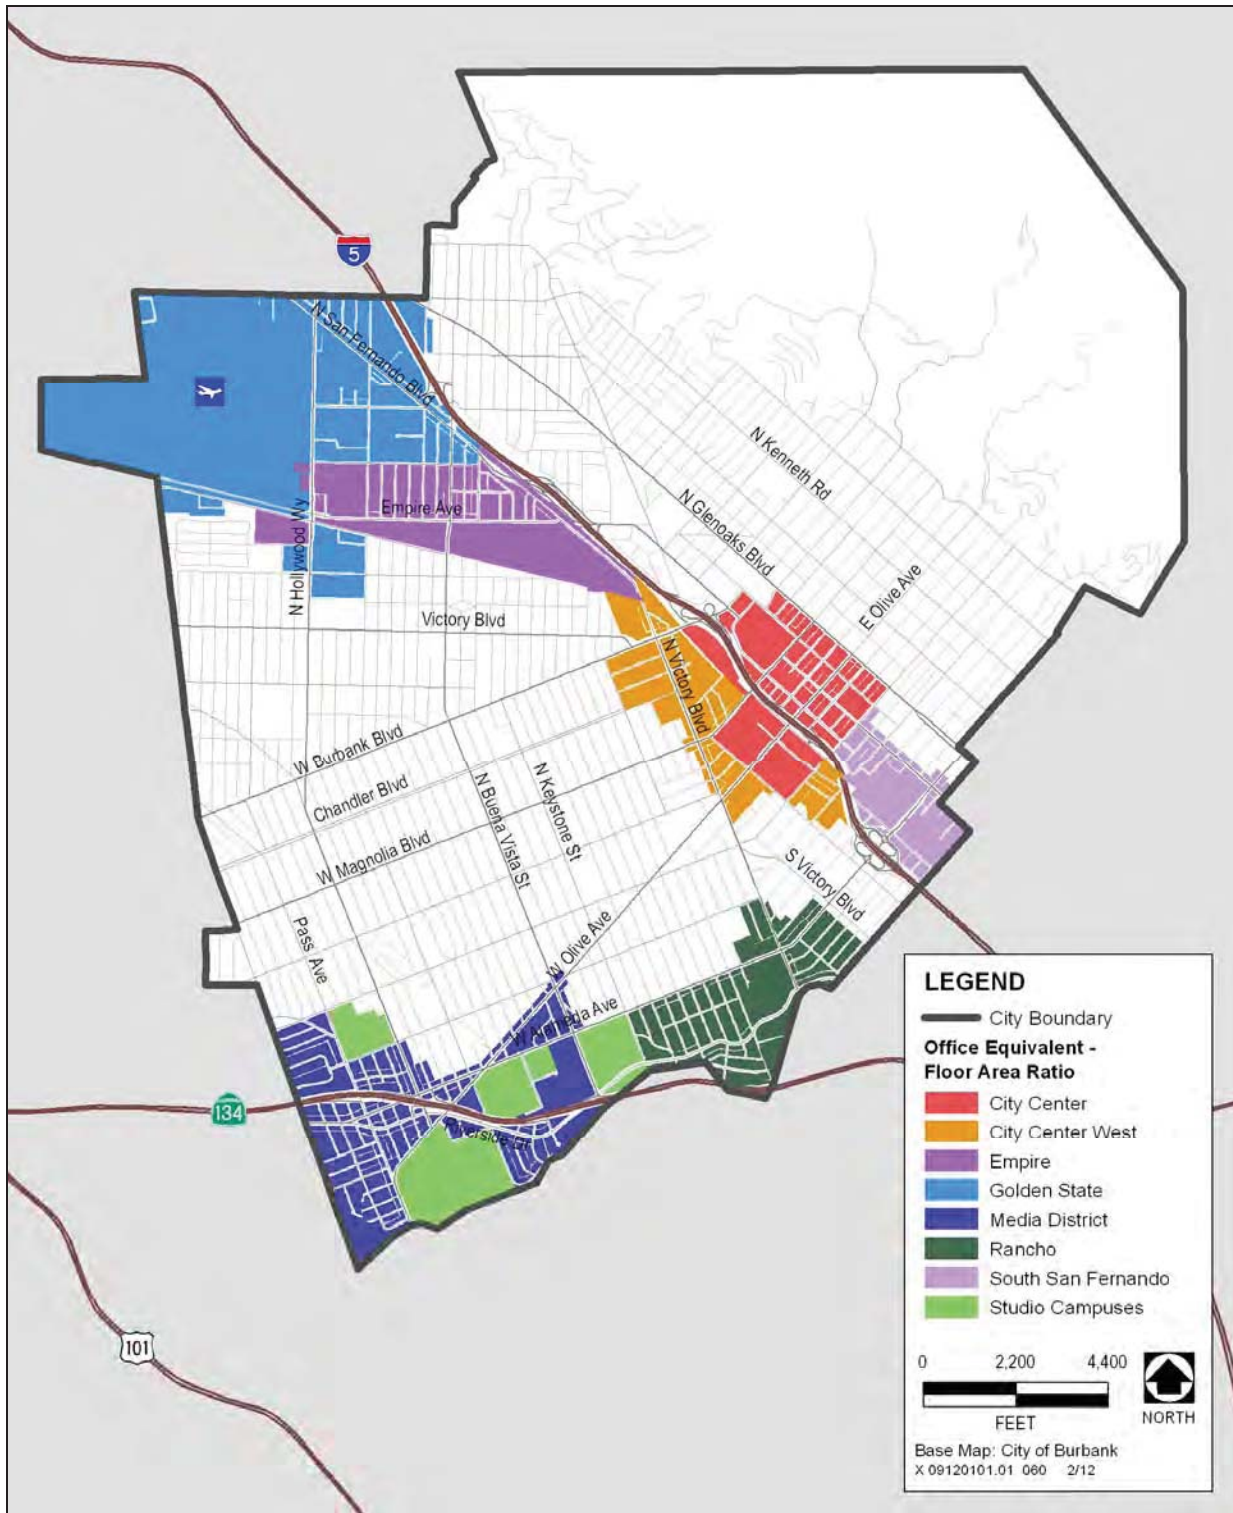 5
N San Fernando Blvd
N Kenneth Rd
N Glenoaks Blvd
Empire Ave
N Hollywood Wy
E Olive Ave
Victory Blvd
N Victory Blvd
W Burbank Blvd
Chandler Blvd
N Keystone St
N Buena Vista St
W Magnolia Blvd
S Victory Blvd
Pass Ave
W Olive Ave
W Alameda Ave
134
Riverside Dr
101
LEGEND
City Boundary
Office Equivalent -
Floor Area Ratio
City Center
City Center West
Empire
Golden State
Media District
Rancho
South San Fernando
Studio Campuses
0 2,200 4,400
FEET
NORTH
Base Map: City of Burbank
X 09120101.01 060 2/12